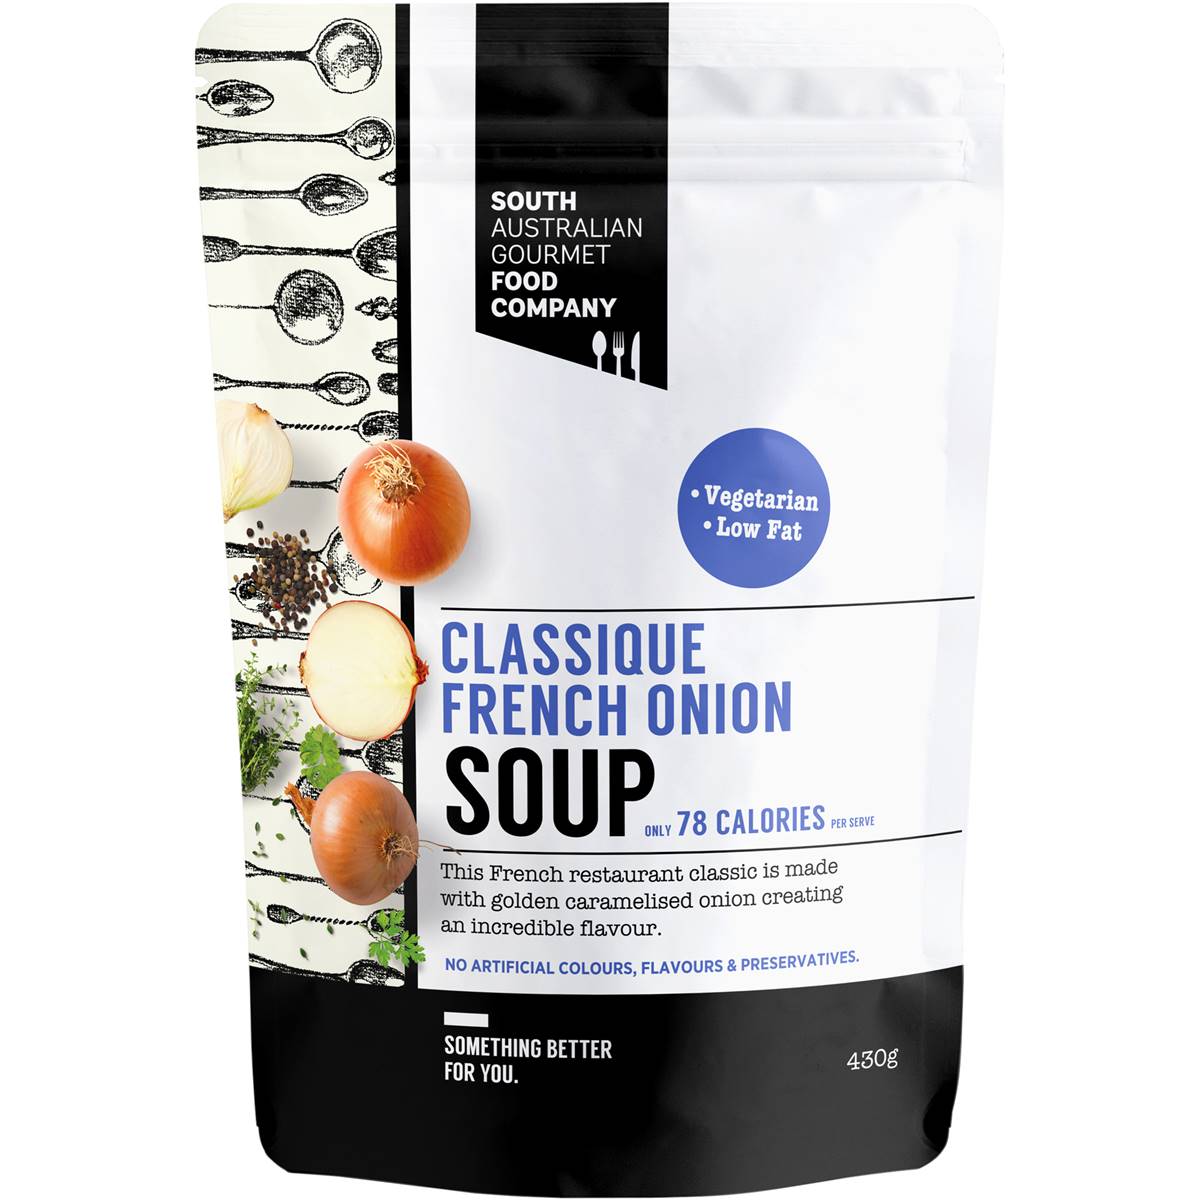 SOUTH
AUSTRALIAN
GOURMET
FOOD
COMPANY
• Vegetarian
• Low Fat
CLASSIQUE
FRENCH ONION
SOUP ONLY 78 CALORIES PER SERVE
This French restaurant classic is made
with golden caramelised onion creating
an incredible flavour.
NO ARTIFICIAL COLOURS, FLAVOURS & PRESERVATIVES.
SOMETHING BETTER
FOR YOU.
430g